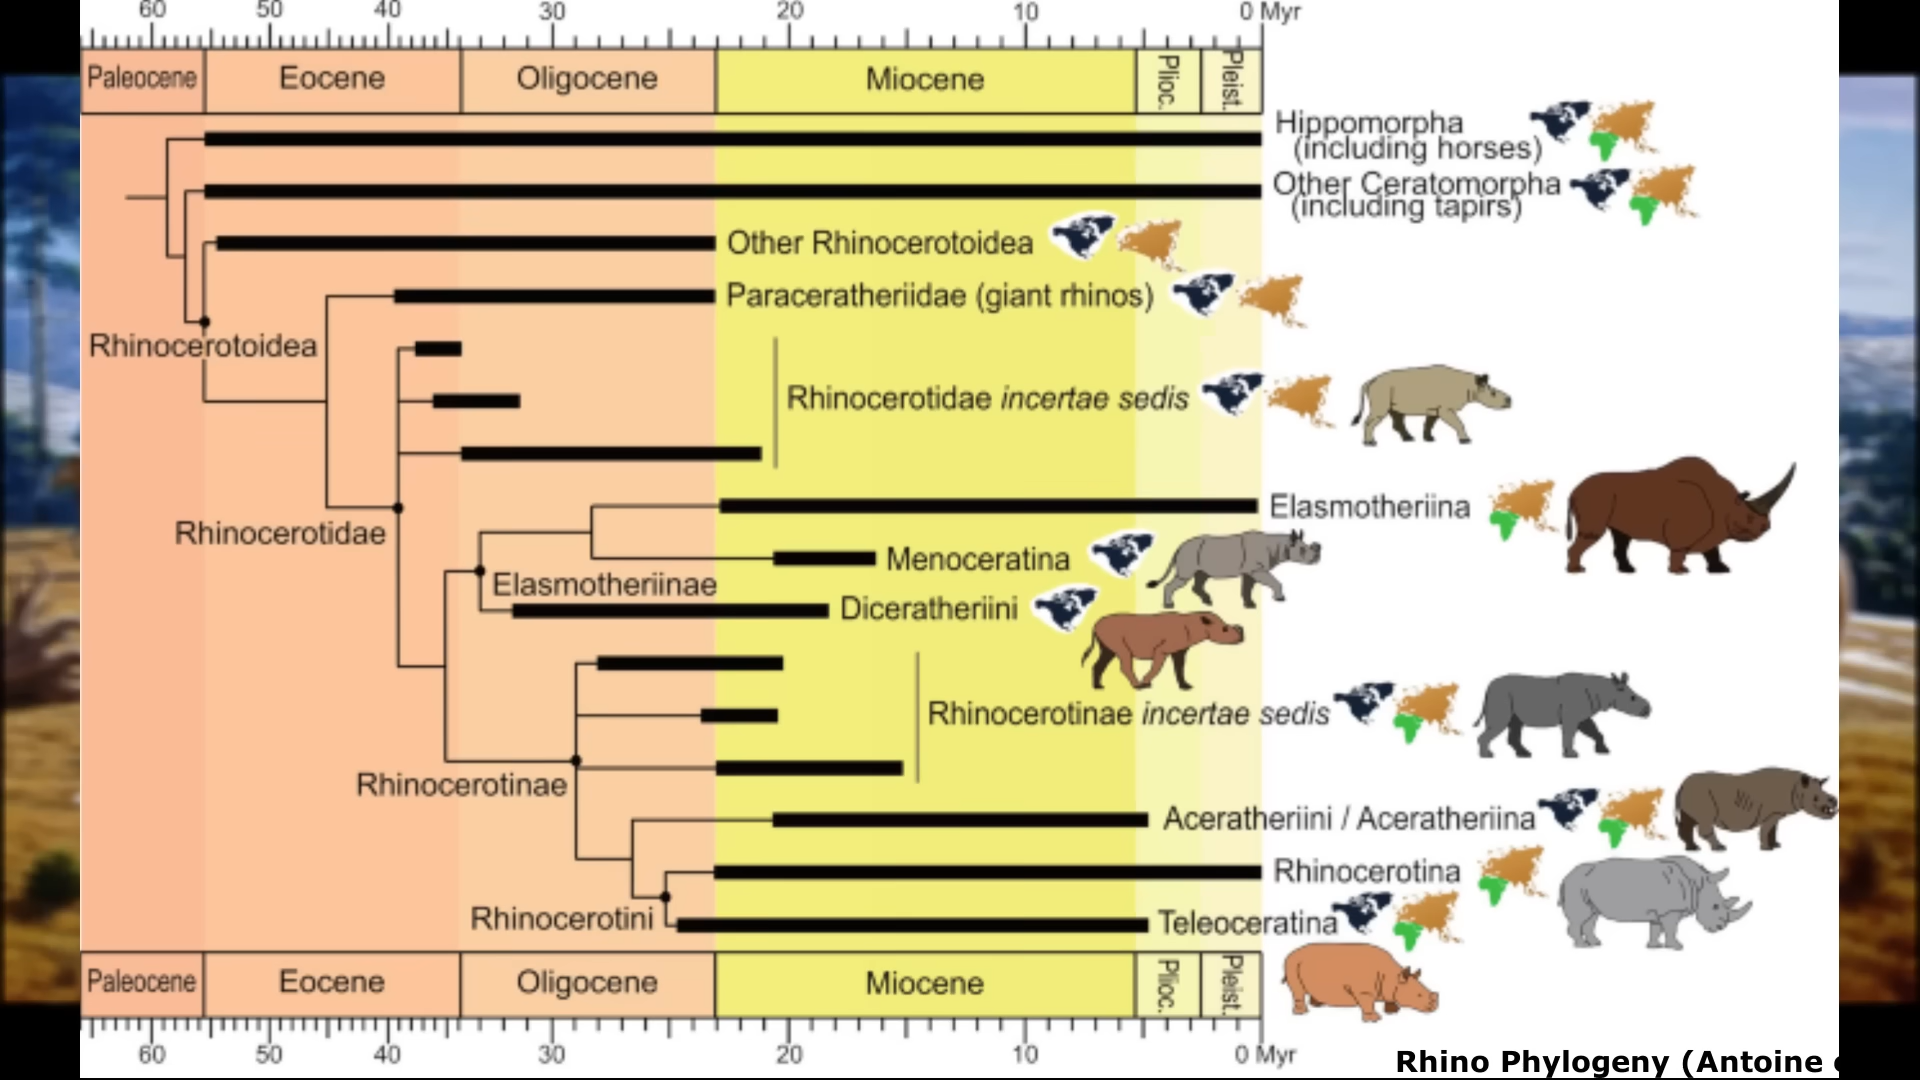 60 50 40 30 20 10 0 Myr
Paleocene Eocene Oligocene Miocene Plioc. Pleist.
Hippomorpha
(including horses)
Other Ceratomorpha
(including tapirs)
Other Rhinocerotoidea
Paraceratheriidae (giant rhinos)
Rhinocerotoidea
Rhinocerotidae incertae sedis
Elasmotheriina
Rhinocerotidae
Menoceratina
Elasmotheriinae
Diceratheriini
Rhinocerotinae incertae sedis
Rhinocerotinae
Aceratheriini / Aceratheriina
Rhinocerotina
Rhinocerotini
Teleoceratina
Paleocene Eocene Oligocene Miocene Plioc. Pleist.
60 50 40 30 20 10 0 Myr
Rhino Phylogeny (Antoine